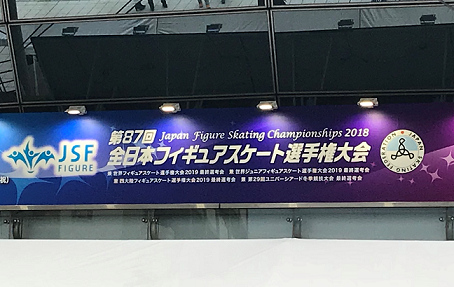 第87回 Japan Figure Skating Championships 2018
全日本フィギュアスケート選手権大会
兼 世界フィギュアスケート選手権大会2019 最終選考会 兼 世界ジュニアフィギュアスケート選手権大会2019 最終選考会
兼 四大陸フィギュアスケート選手権大会2019 最終選考会 兼 第29回ユニバーシアード冬季競技大会 最終選考会
JSF
FIGURE
JAPAN SKATING FEDERATION